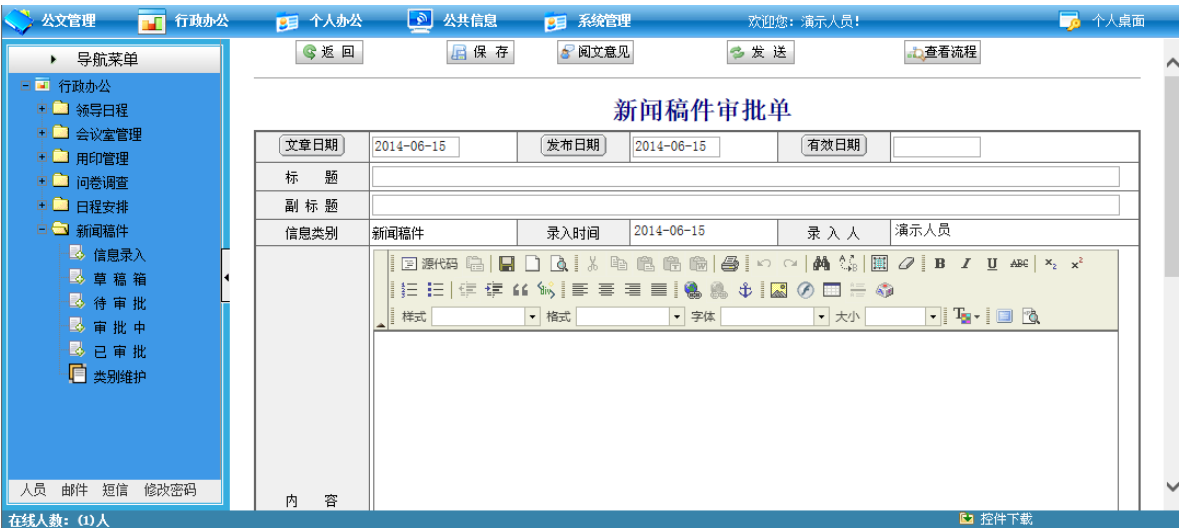 公文管理 行政办公 个人办公 公共信息 系统管理 欢迎您: 演示人员! 个人桌面
导航菜单
行政办公
领导日程
会议室管理
用印管理
问卷调查
日程安排
新闻稿件
信息录入
草 稿 箱
待 审 批
审 批 中
已 审 批
类别维护
人员 邮件 短信 修改密码
返 回 保 存 阅文意见 发 送 查看流程
新闻稿件审批单
文章日期 2014-06-15 发布日期 2014-06-15 有效日期
标 题
副 标 题
信息类别 新闻稿件 录入时间 2014-06-15 录 入 人 演示人员
源代码 B I U ABC x₂ x²
样式 格式 字体 大小
内 容
在线人数: (1)人 控件下载